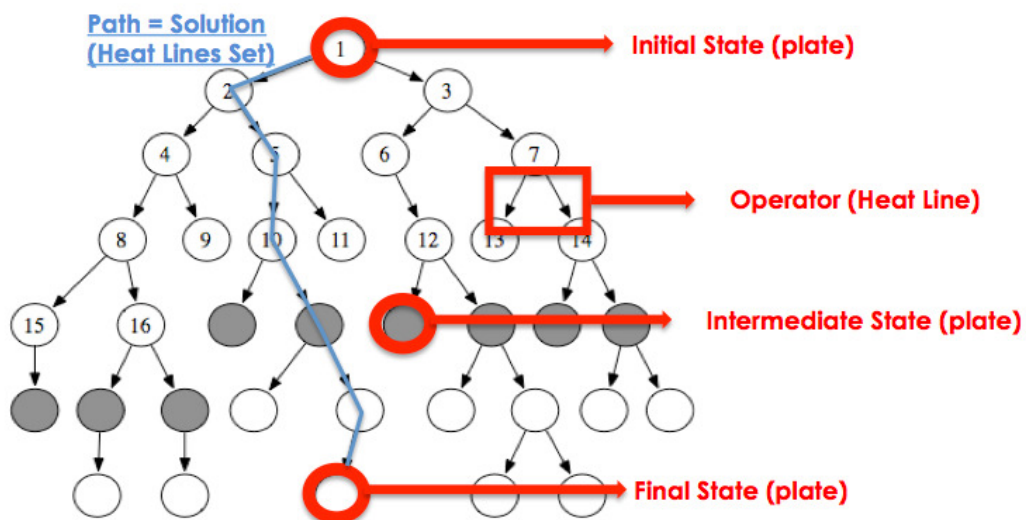 Path = Solution
(Heat Lines Set)
1
Initial State (plate)
2
3
4
5
6
7
Operator (Heat Line)
8
9
10
11
12
13
14
15
16
Intermediate State (plate)
Final State (plate)